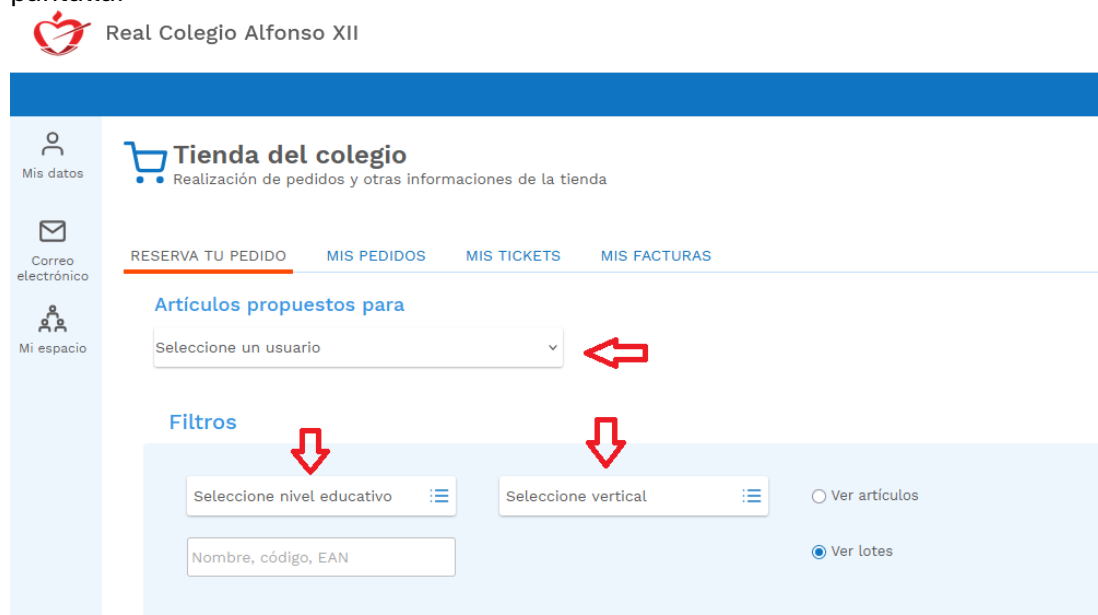 pantalla.
Real Colegio Alfonso XII
Mis datos
Tienda del colegio
Realización de pedidos y otras informaciones de la tienda
Correo
electrónico
RESERVA TU PEDIDO MIS PEDIDOS MIS TICKETS MIS FACTURAS
Artículos propuestos para
Mi espacio
Seleccione un usuario
Filtros
Seleccione nivel educativo Seleccione vertical Ver artículos
Nombre, código, EAN Ver lotes